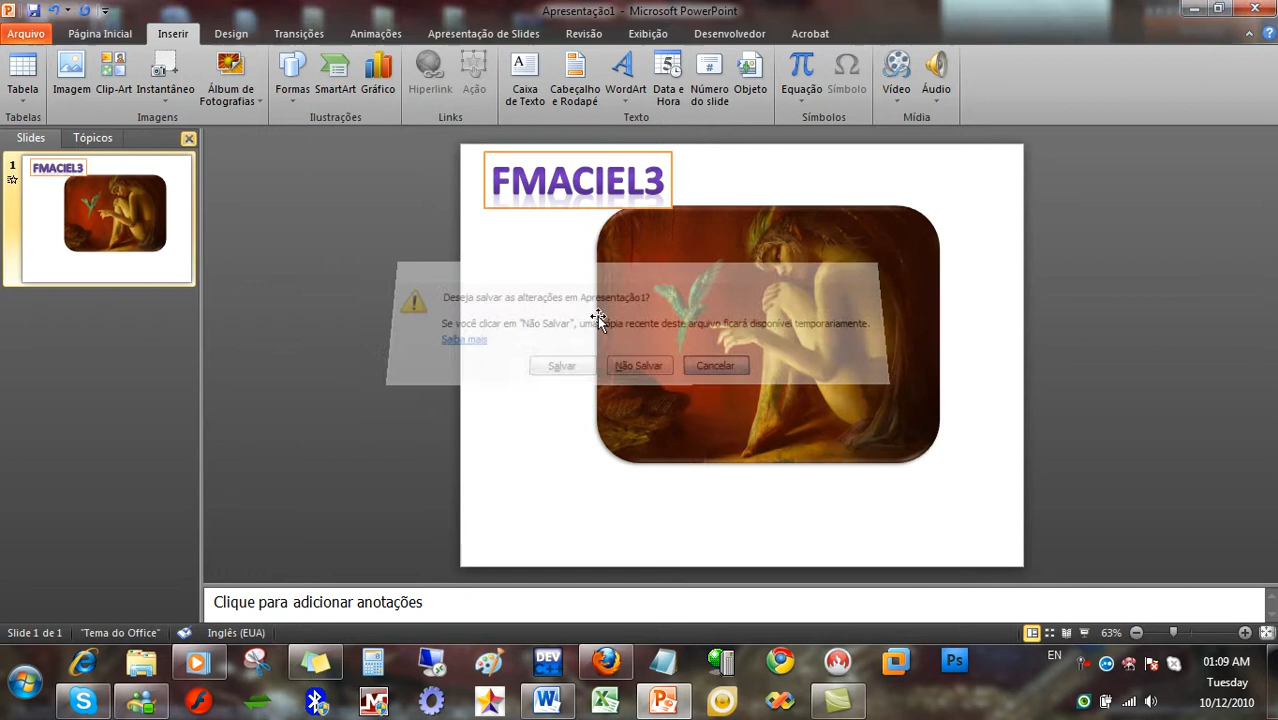 Apresentação1 - Microsoft PowerPoint
Arquivo Página Inicial Inserir Design Transições Animações Apresentação de Slides Revisão Exibição Desenvolvedor Acrobat
Tabela Imagem Clip-Art Instantâneo Álbum de Fotografias Formas SmartArt Gráfico Hiperlink Ação Caixa de Texto Cabeçalho e Rodapé WordArt Data e Hora Número do slide Objeto Equação Símbolo Vídeo Áudio
Tabelas Imagens Ilustrações Links Texto Símbolos Mídia
Slides Tópicos
1
FMACIEL3
FMACIEL3
Deseja salvar as alterações em Apresentação1?
Se você clicar em "Não Salvar", uma cópia recente deste arquivo ficará disponível temporariamente.
Saiba mais
Salvar Não Salvar Cancelar
Clique para adicionar anotações
Slide 1 de 1 "Tema do Office" Inglês (EUA) 63%
DEV C++ Ps EN
01:09 AM
Tuesday
10/12/2010